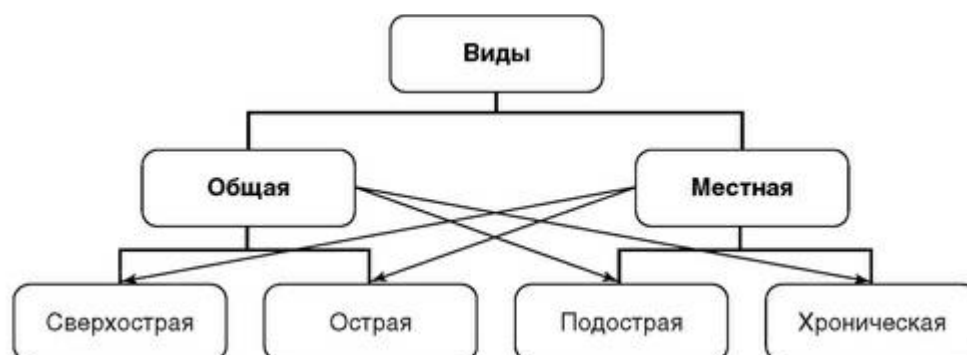 Виды
Общая
Местная
Сверхострая
Острая
Подострая
Хроническая